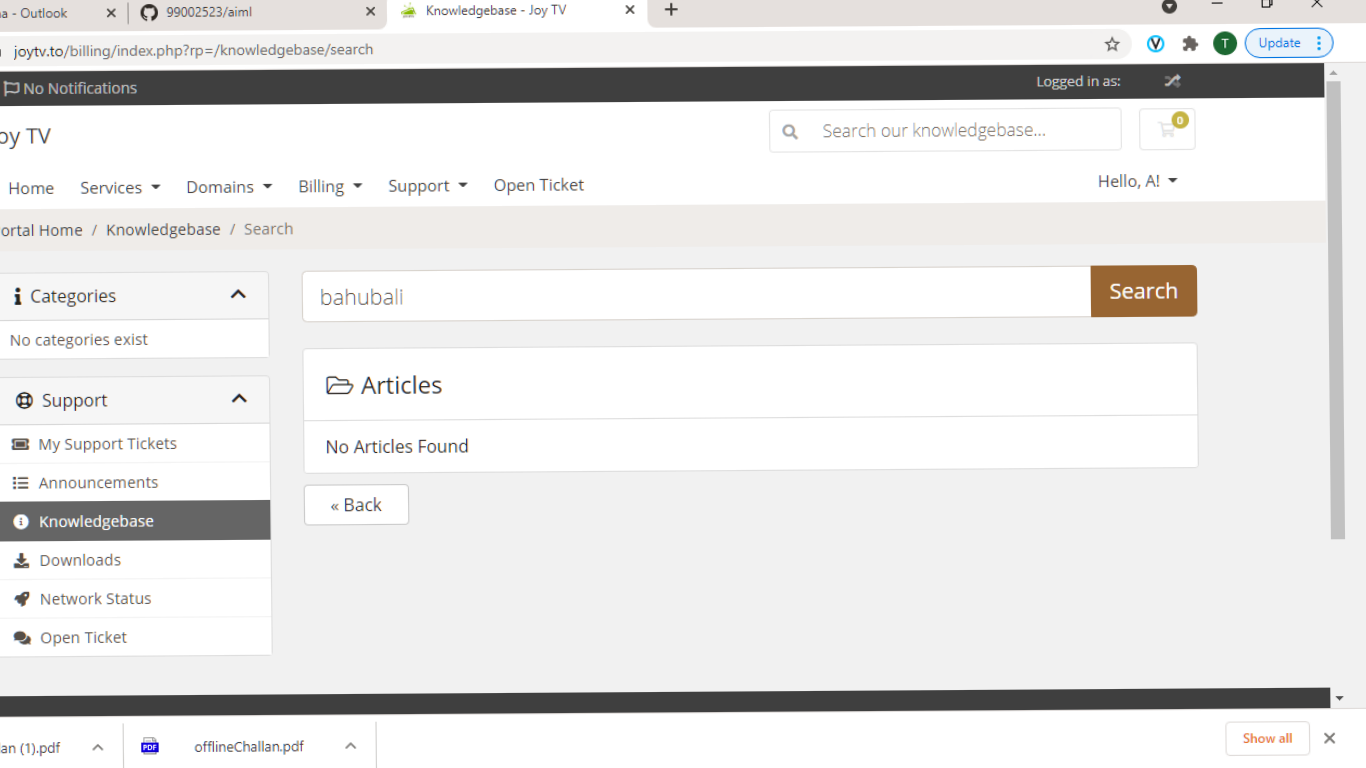 a - Outlook
99002523/aiml
Knowledgebase - Joy TV
joytv.to/billing/index.php?rp=/knowledgebase/search
T
Update
No Notifications
Logged in as:
oy TV
Search our knowledgebase...
0
Home Services Domains Billing Support Open Ticket
Hello, A!
ortal Home / Knowledgebase / Search
Categories
No categories exist
Support
My Support Tickets
Announcements
Knowledgebase
Downloads
Network Status
Open Ticket
bahubali
Search
Articles
No Articles Found
« Back
lan (1).pdf
PDF
offlineChallan.pdf
Show all